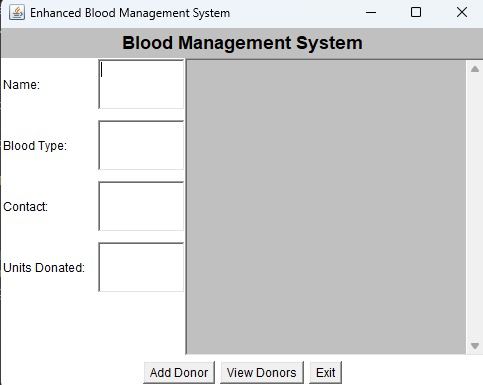 Enhanced Blood Management System
Blood Management System
Name:
Blood Type:
Contact:
Units Donated:
Add Donor View Donors Exit